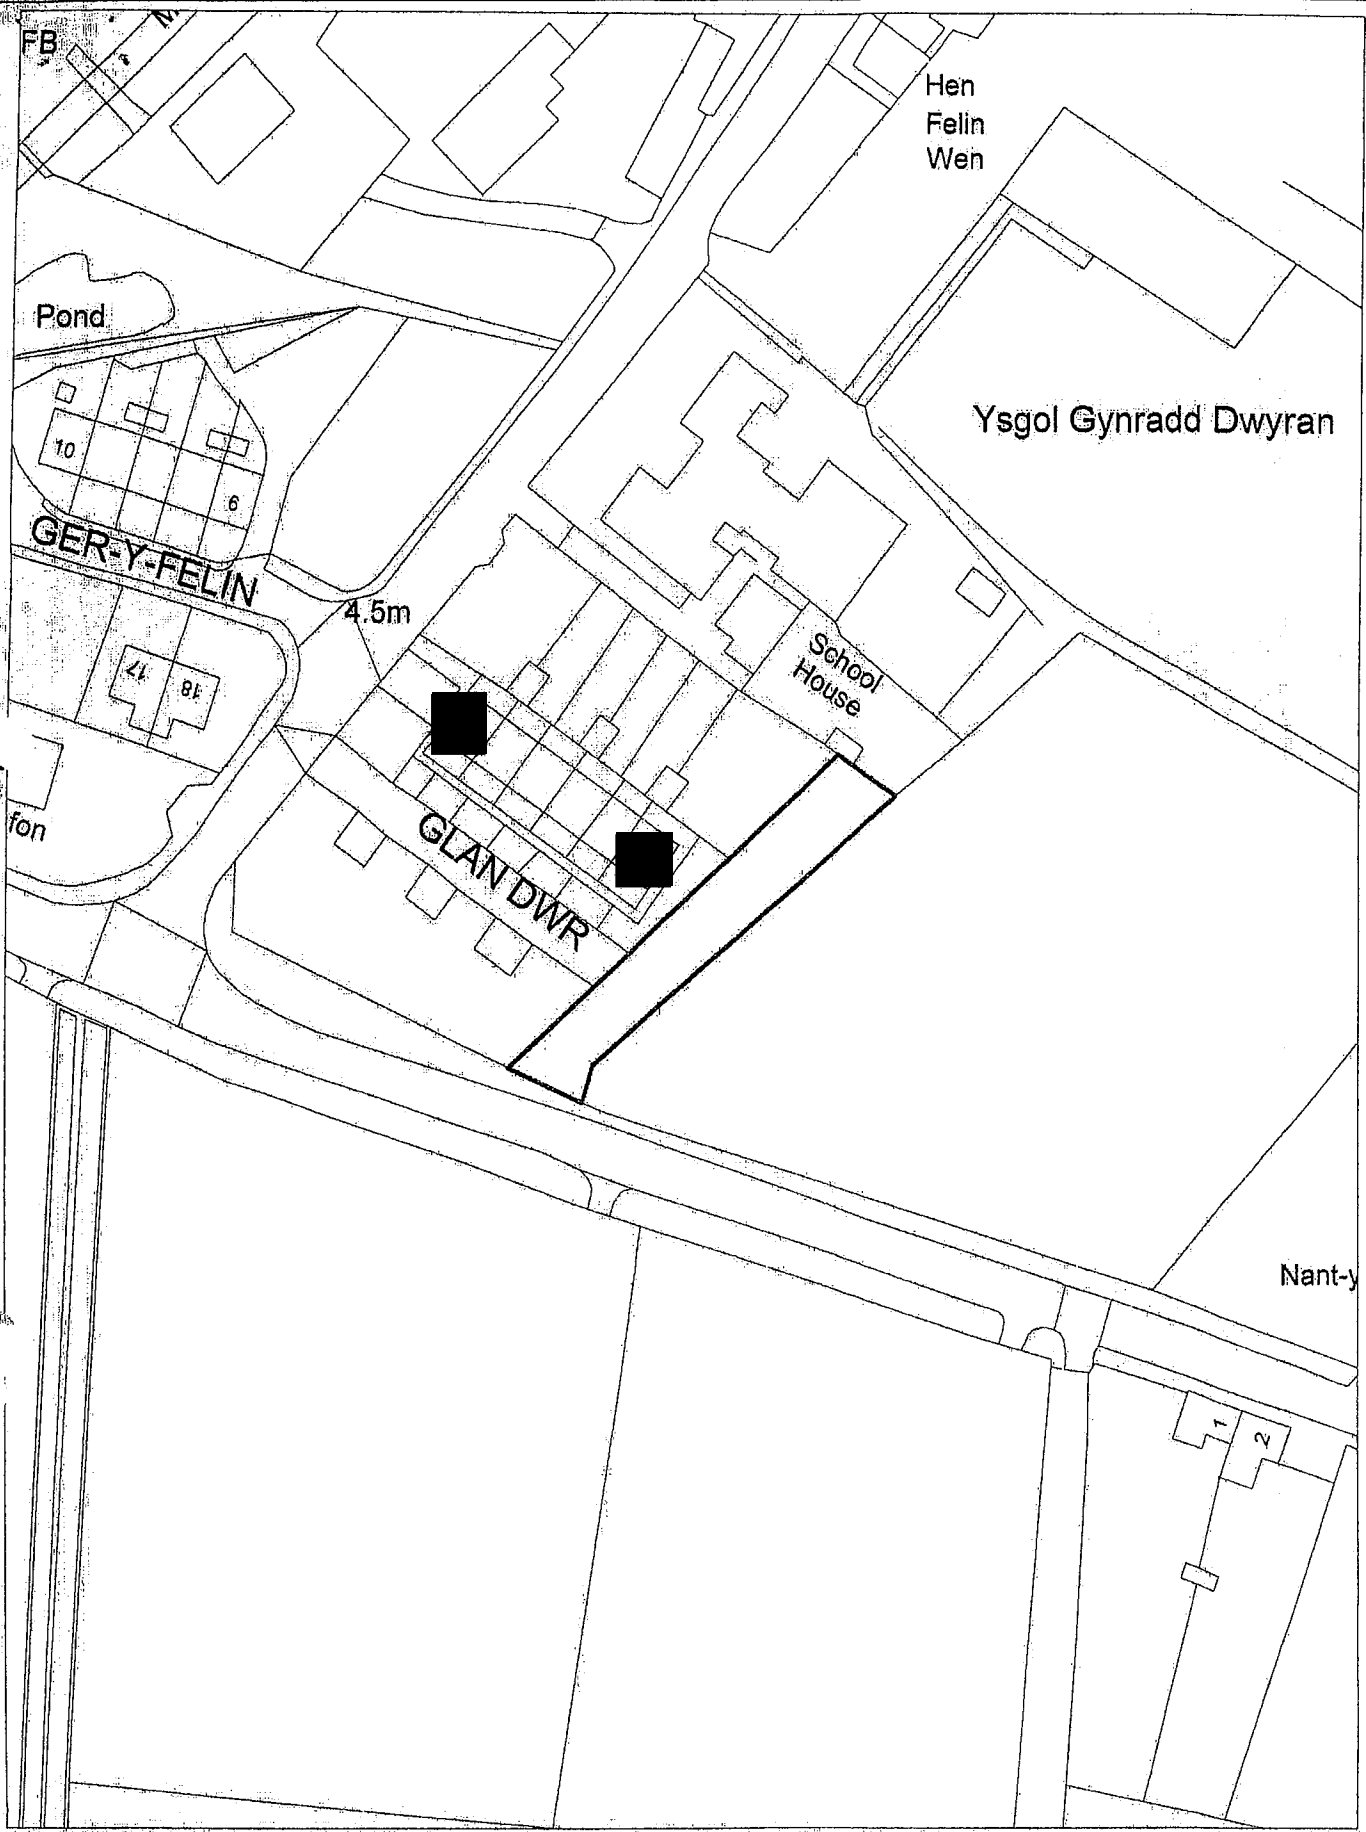 FB
M
Hen
Felin
Wen
Pond
Ysgol Gynradd Dwyran
10
6
GER-Y-FELIN
4.5m
School
House
17
18
fon
GLAN DWR
Nant-y
1
2